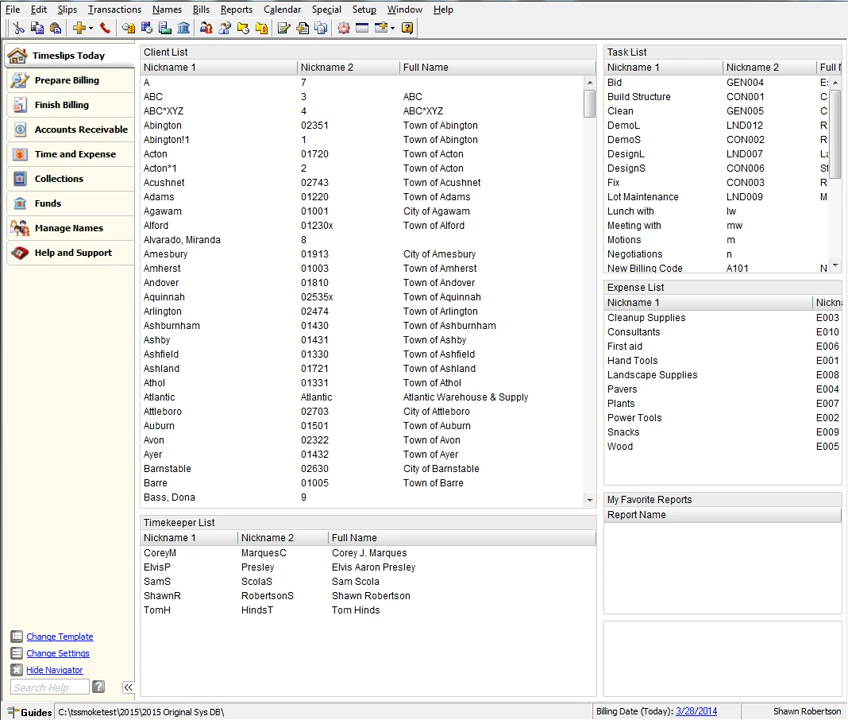 File Edit Slips Transactions Names Bills Reports Calendar Special Setup Window Help
Timeslips Today
Prepare Billing
Finish Billing
Accounts Receivable
Time and Expense
Collections
Funds
Manage Names
Help and Support
Change Template
Change Settings
Hide Navigator
Search Help
Client List
Nickname 1 Nickname 2 Full Name
A 7
ABC 3 ABC
ABC*XYZ 4 ABC*XYZ
Abington 02351 Town of Abington
Abington!1 1 Town of Abington
Acton 01720 Town of Acton
Acton*1 2 Town of Acton
Acushnet 02743 Town of Acushnet
Adams 01220 Town of Adams
Agawam 01001 City of Agawam
Alford 01230x Town of Alford
Alvarado, Miranda 8
Amesbury 01913 City of Amesbury
Amherst 01003 Town of Amherst
Andover 01810 Town of Andover
Aquinnah 02535x Town of Aquinnah
Arlington 02474 Town of Arlington
Ashburnham 01430 Town of Ashburnham
Ashby 01431 Town of Ashby
Ashfield 01330 Town of Ashfield
Ashland 01721 Town of Ashland
Athol 01331 Town of Athol
Atlantic Atlantic Atlantic Warehouse & Supply
Attleboro 02703 City of Attleboro
Auburn 01501 Town of Auburn
Avon 02322 Town of Avon
Ayer 01432 Town of Ayer
Barnstable 02630 City of Barnstable
Barre 01005 Town of Barre
Bass, Dona 9
Timekeeper List
Nickname 1 Nickname 2 Full Name
CoreyM MarquesC Corey J. Marques
ElvisP Presley Elvis Aaron Presley
SamS ScolaS Sam Scola
ShawnR RobertsonS Shawn Robertson
TomH HindsT Tom Hinds
Task List
Nickname 1 Nickname 2 Full N
Bid GEN004 E
Build Structure CON001 C
Clean GEN005 C
DemoL LND012 R
DemoS CON002 R
DesignL LND007 La
DesignS CON006 St
Fix CON003 R
Lot Maintenance LND009 M
Lunch with lw
Meeting with mw
Motions m
Negotiations n
New Billing Code A101 N
Expense List
Nickname 1 Nickn
Cleanup Supplies E003
Consultants E010
First aid E006
Hand Tools E001
Landscape Supplies E008
Pavers E004
Plants E007
Power Tools E002
Snacks E009
Wood E005
My Favorite Reports
Report Name
Guides C:\tssmoketest\2015\2015 Original Sys DB\ Billing Date (Today): 3/28/2014 Shawn Robertson